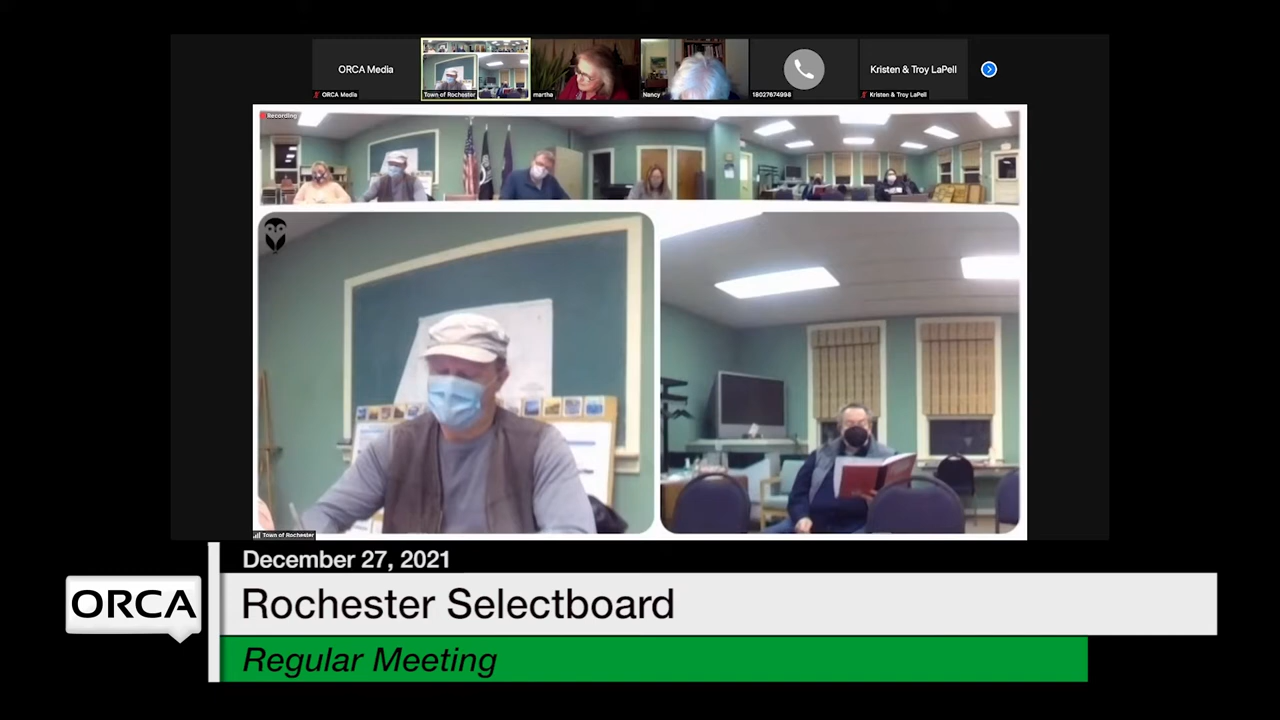 ORCA Media
Kristen & Troy LaPell
ORCA Media
Town of Rochester
martha
Nancy
18027674998
Kristen & Troy LaPell
Recording
Town of Rochester
December 27, 2021
ORCA
Rochester Selectboard
Regular Meeting